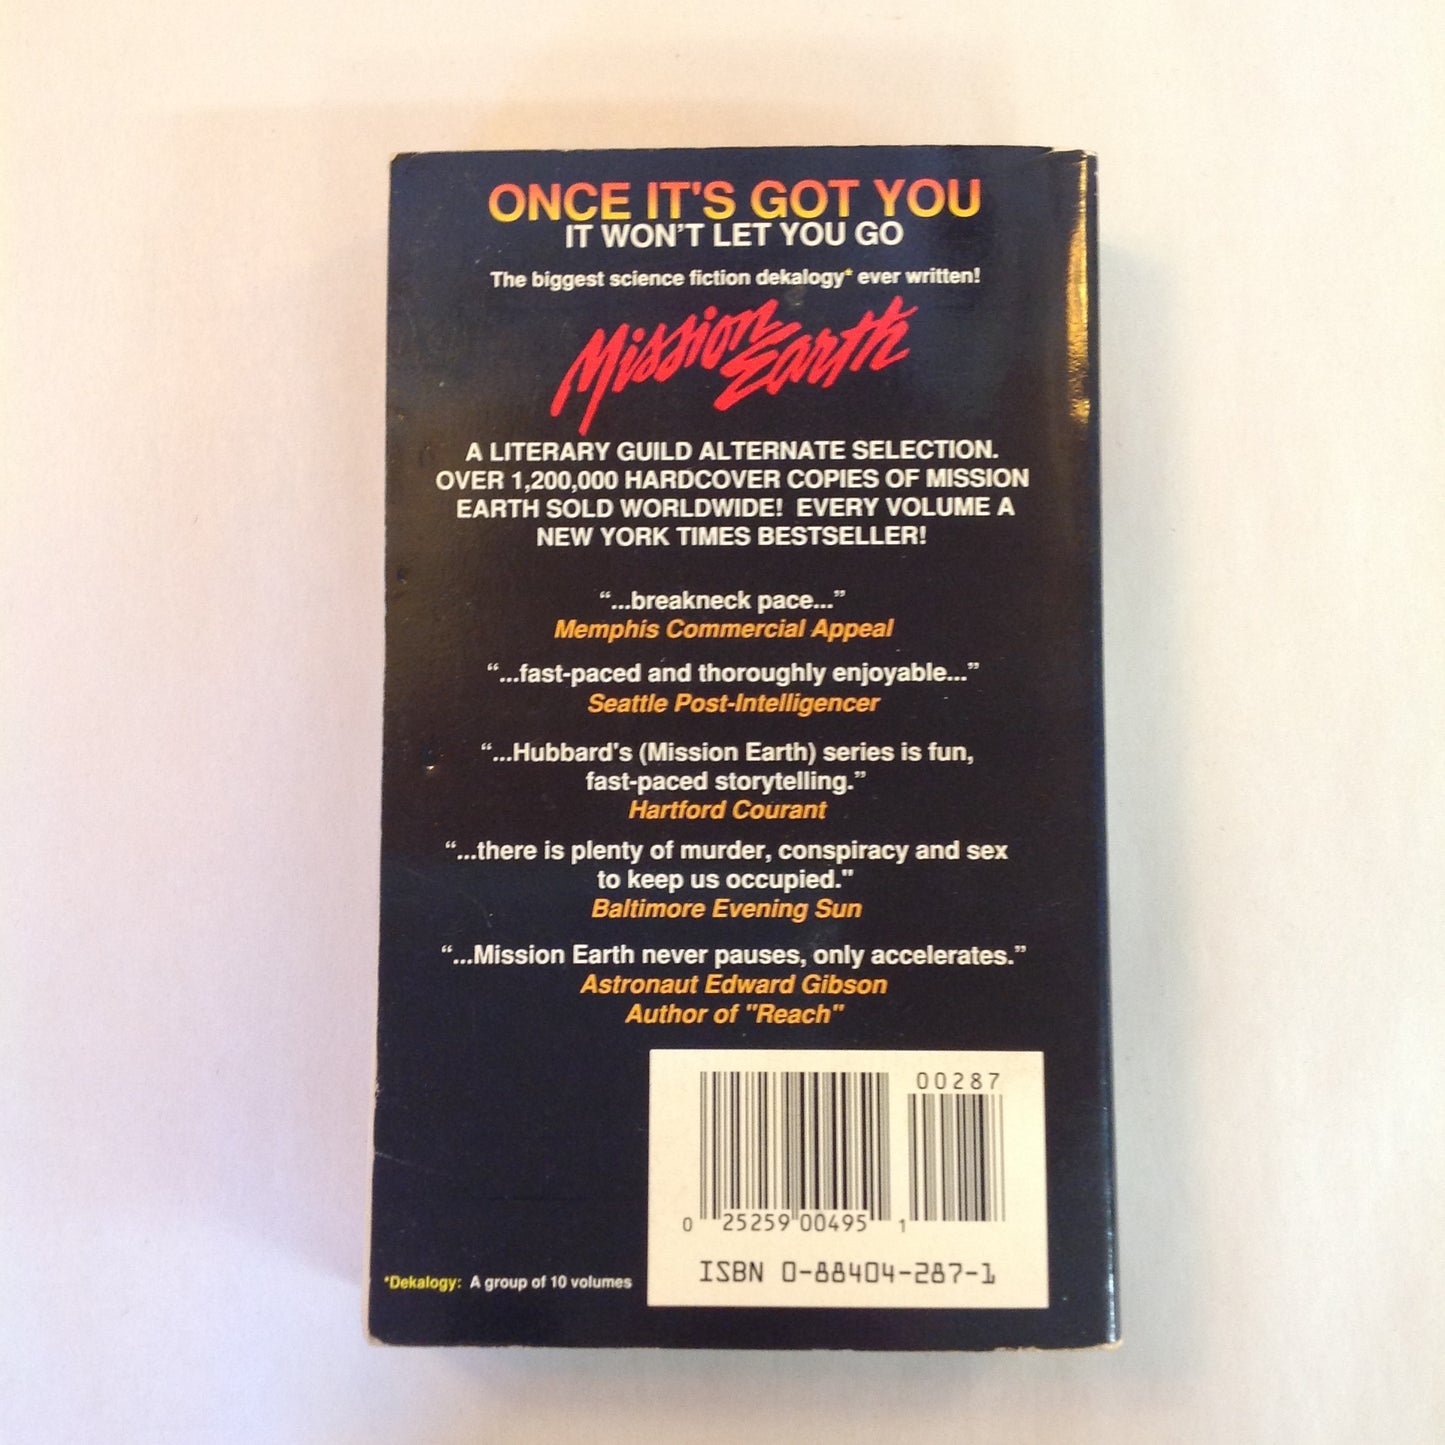 ONCE IT'S GOT YOU
IT WON'T LET YOU GO
The biggest science fiction dekalogy* ever written!
Mission
Earth
A LITERARY GUILD ALTERNATE SELECTION.
OVER 1,200,000 HARDCOVER COPIES OF MISSION
EARTH SOLD WORLDWIDE! EVERY VOLUME A
NEW YORK TIMES BESTSELLER!
“...breakneck pace...”
Memphis Commercial Appeal
“...fast-paced and thoroughly enjoyable...”
Seattle Post-Intelligencer
“...Hubbard's (Mission Earth) series is fun,
fast-paced storytelling.”
Hartford Courant
“...there is plenty of murder, conspiracy and sex
to keep us occupied."
Baltimore Evening Sun
“...Mission Earth never pauses, only accelerates.”
Astronaut Edward Gibson
Author of "Reach"
00287
0 25259 00495 1
ISBN 0-88404-287-1
*Dekalogy: A group of 10 volumes